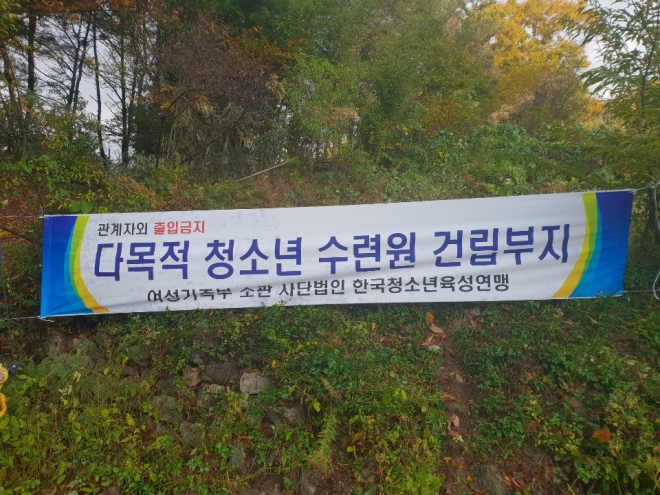 관계자외 출입금지
다목적 청소년 수련원 건립부지
여성가족부 소관 사단법인 한국청소년육성연맹